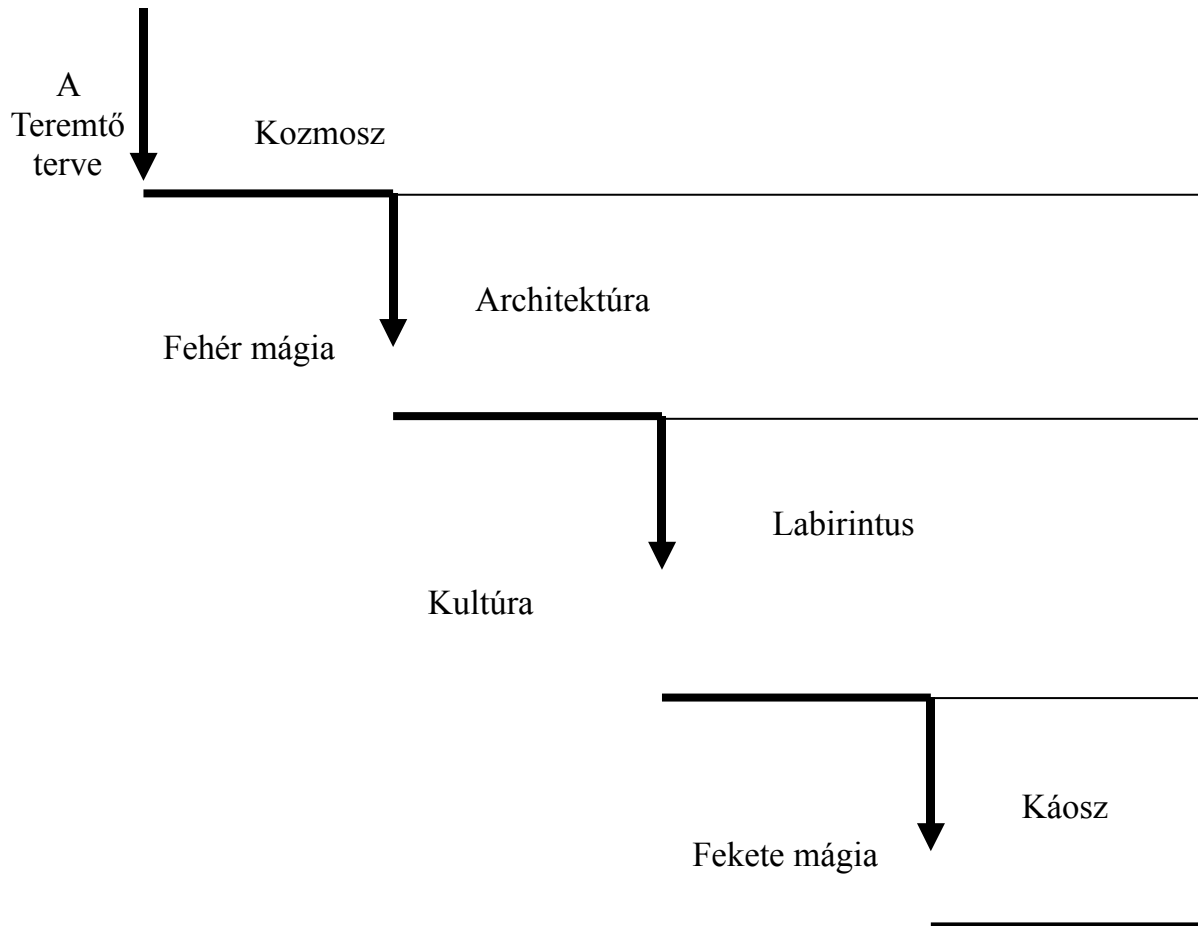 A
Teremtő
terve
Kozmosz
Architektúra
Fehér mágia
Labirintus
Kultúra
Káosz
Fekete mágia